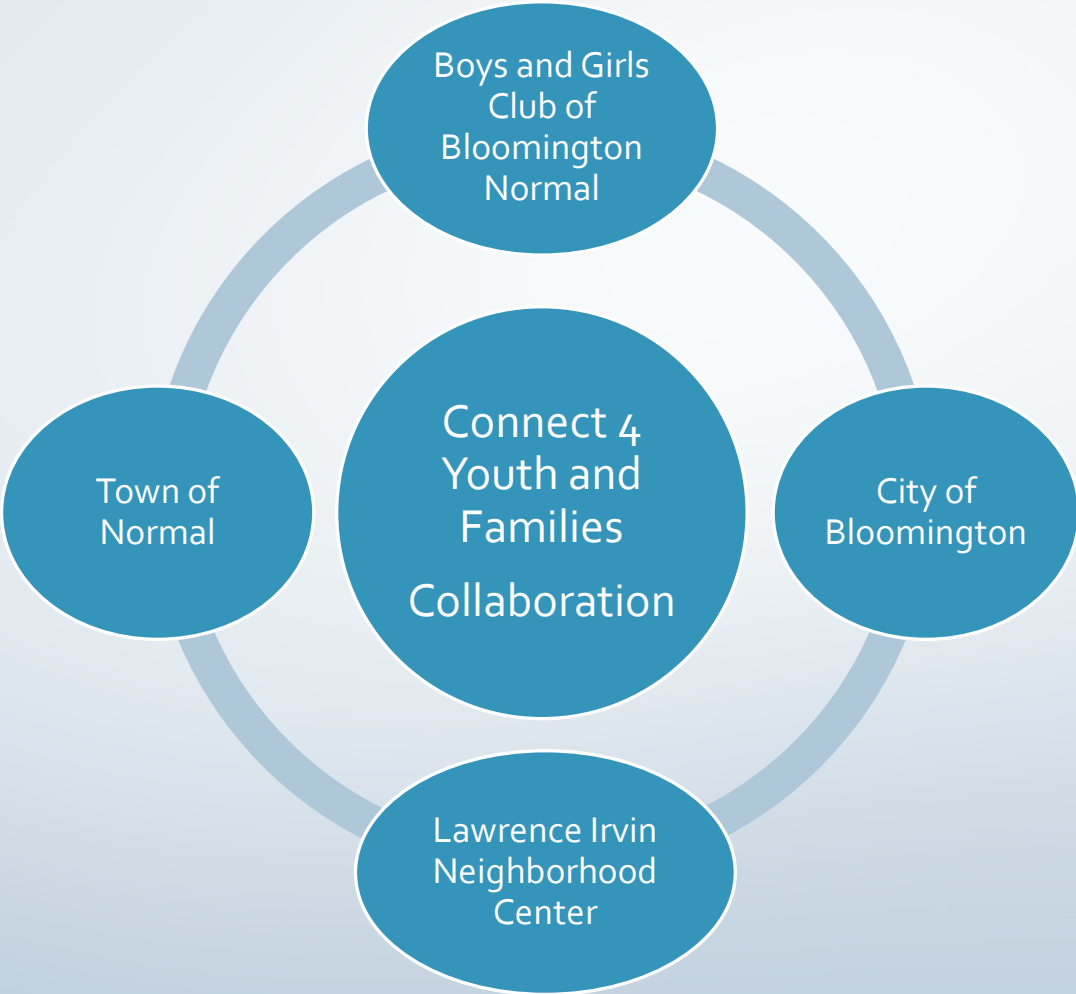 Boys and Girls
Club of
Bloomington
Normal
Connect 4
Youth and
Families
Collaboration
Town of
Normal
City of
Bloomington
Lawrence Irvin
Neighborhood
Center